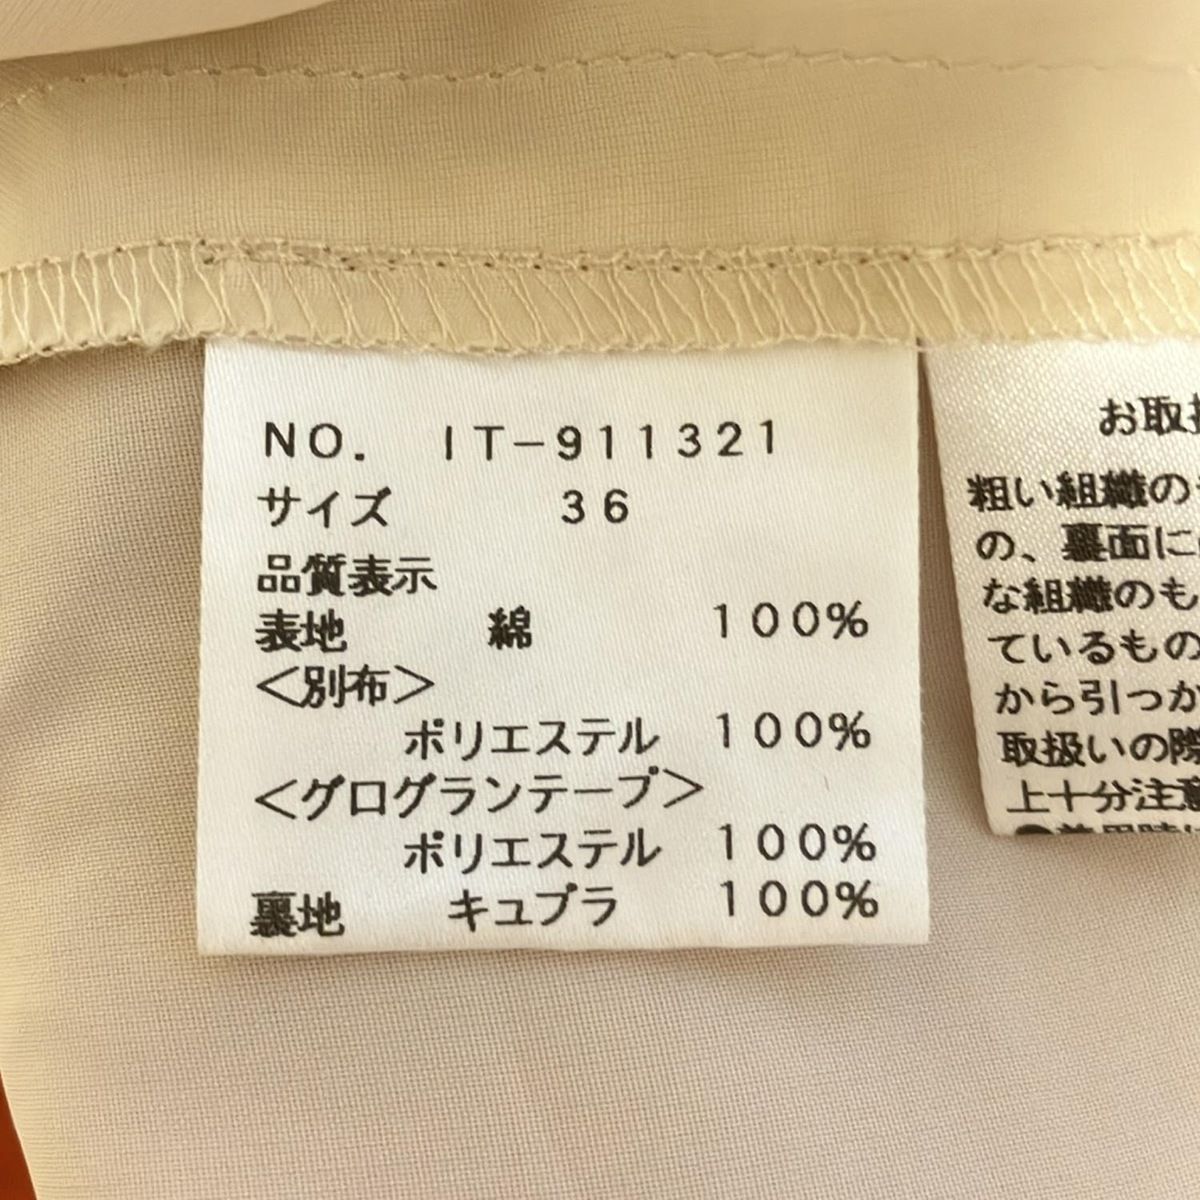 NO. IT-911321
サイズ 36
品質表示
表地 綿 100%
<別布>
ポリエステル 100%
<グログランテープ>
ポリエステル 100%
裏地 キュプラ 100%
お取扱
粗い組織の
の、裏面に
な組織のも
ているもの
から引っか
取扱いの際
上十分注意